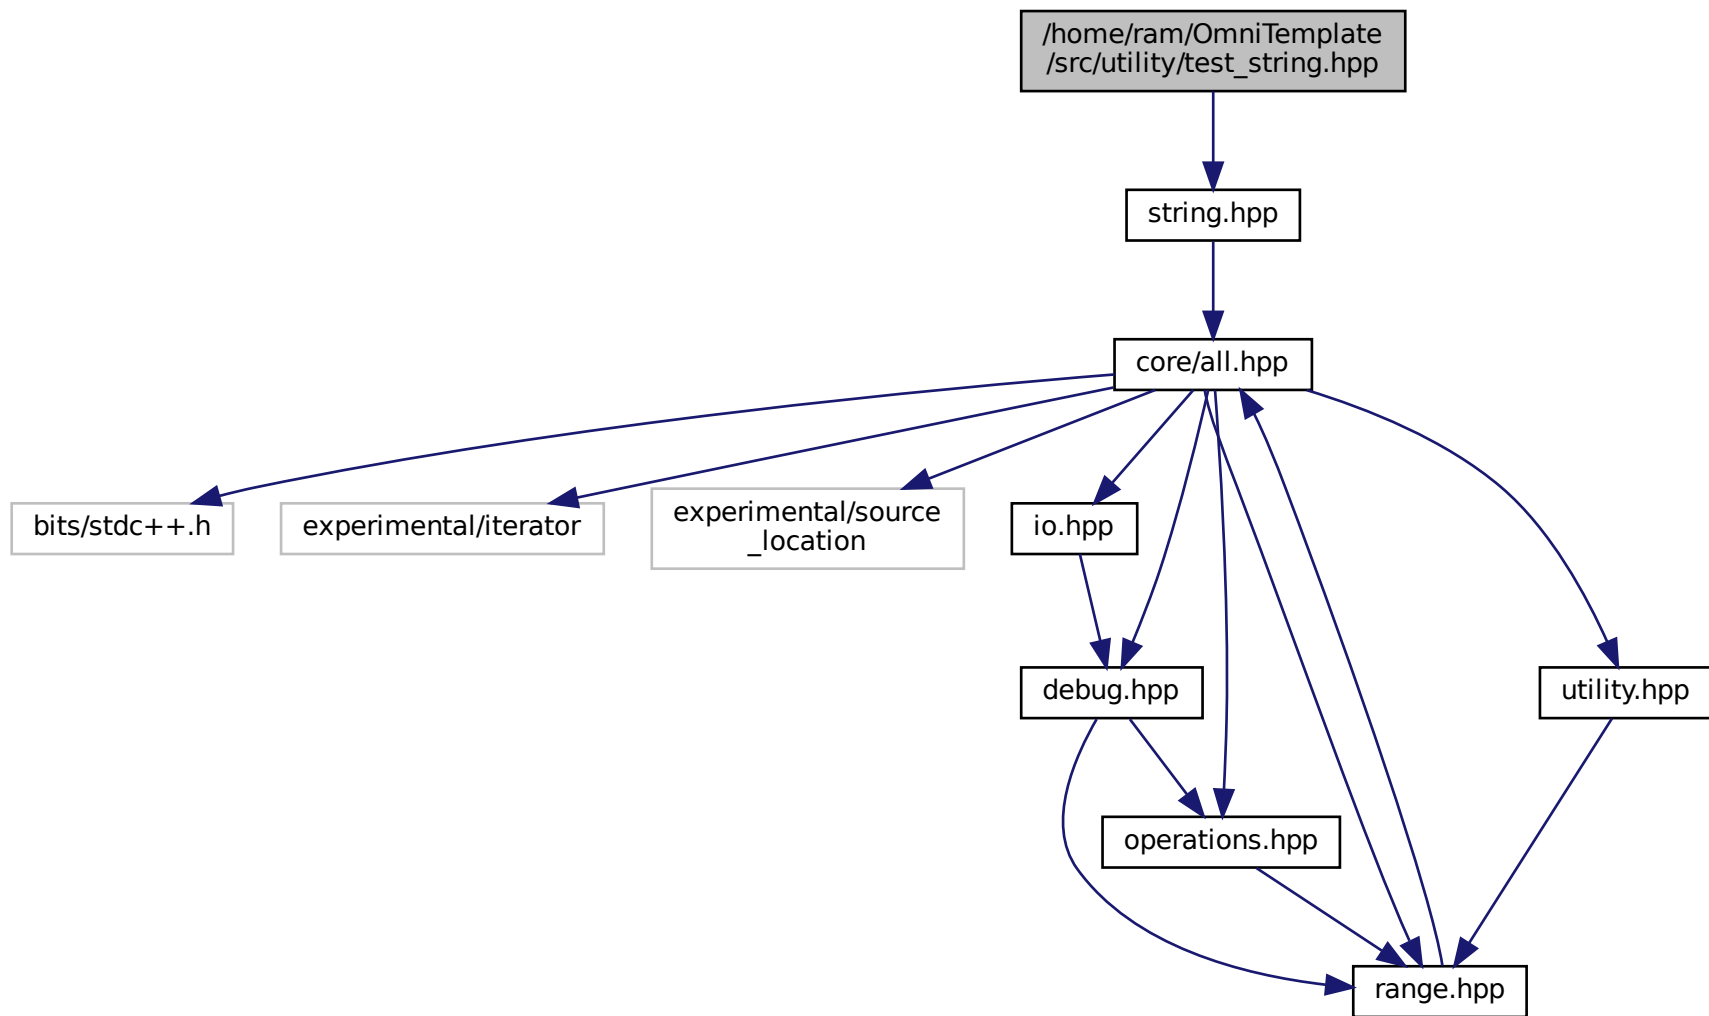 /home/ram/OmniTemplate
/src/utility/test_string.hpp
string.hpp
core/all.hpp
bits/stdc++.h
experimental/iterator
experimental/source
_location
io.hpp
debug.hpp
utility.hpp
operations.hpp
range.hpp